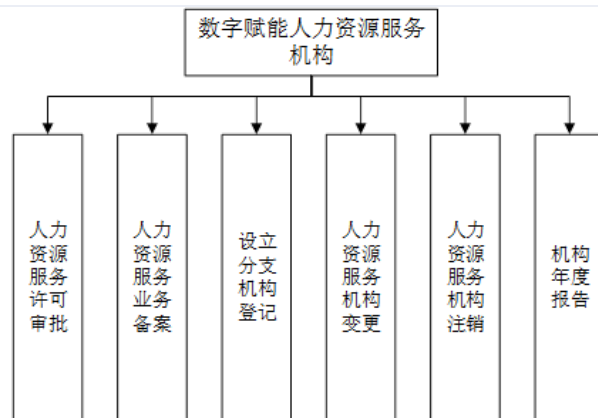 数字赋能人力资源服务
机构
人力
资源
服务
许可
审批
人力
资源
服务
业务
备案
设立
分支
机构
登记
人力
资源
服务
机构
变更
人力
资源
服务
机构
注销
机构
年度
报告